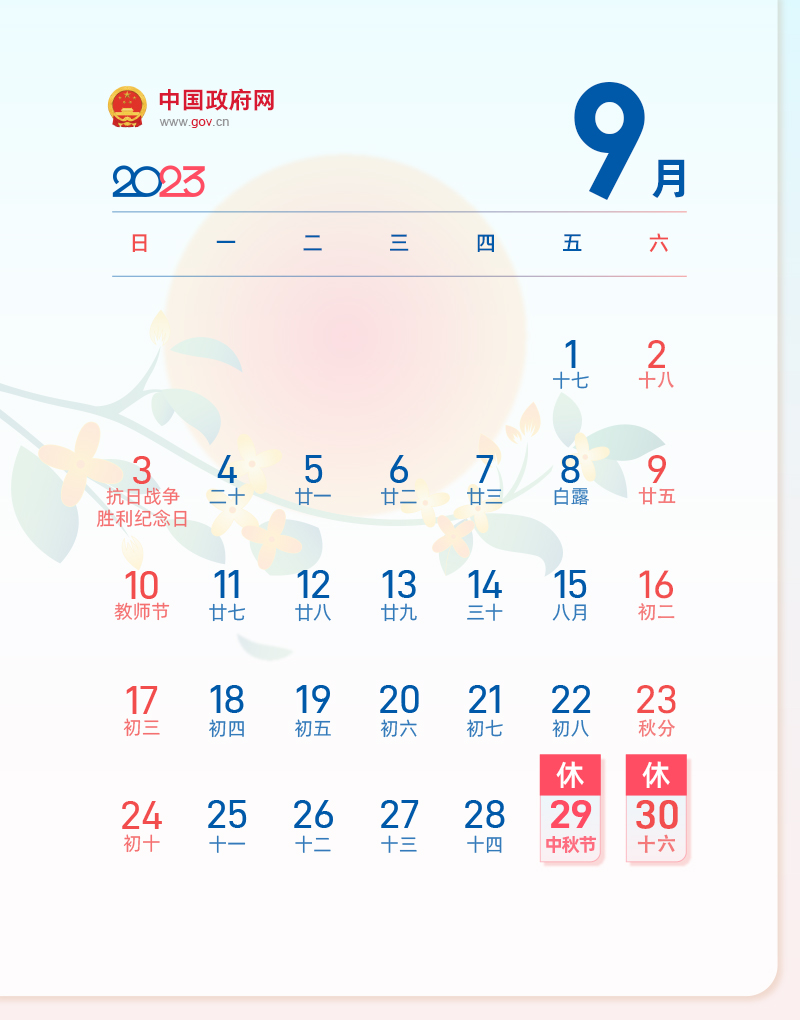 中国政府网
www.gov.cn
9月
2023
日 一 二 三 四 五 六
1 2
十七 十八
3 4 5 6 7 8 9
抗日战争 二十 廿一 廿二 廿三 白露 廿五
胜利纪念日
10 11 12 13 14 15 16
教师节 廿七 廿八 廿九 三十 八月 初二
17 18 19 20 21 22 23
初三 初四 初五 初六 初七 初八 秋分
休 休
24 25 26 27 28 29 30
初十 十一 十二 十三 十四 中秋节 十六